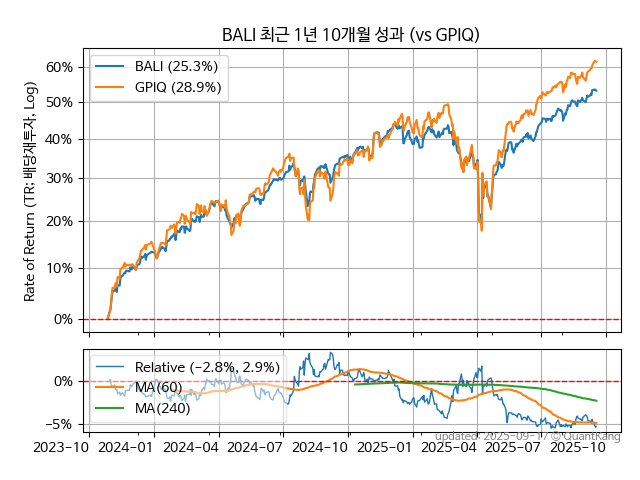 BALI 최근 1년 10개월 성과 (vs GPIQ)
Rate of Return (TR: 배당재투자, Log)
60%
50%
40%
30%
20%
10%
0%
BALI (25.3%)
GPIQ (28.9%)
0%
−5%
Relative (−2.8%, 2.9%)
MA(60)
MA(240)
updated: 2025-09-17 © QuantKang
2023-10 2024-01 2024-04 2024-07 2024-10 2025-01 2025-04 2025-07 2025-10